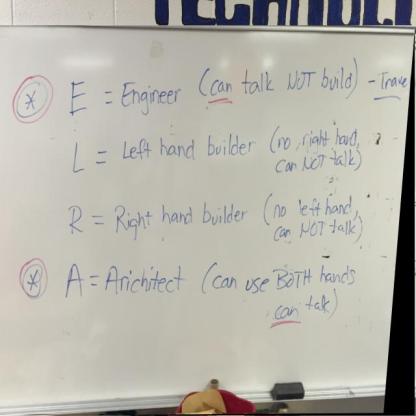 TECHNOL
* E = Engineer (can talk NOT build) - Trave
L = Left hand builder (no right hand,
can NOT talk)
R = Right hand builder (no left hand,
can NOT talk)
* A = Arichitect (can use BOTH hands
can talk)